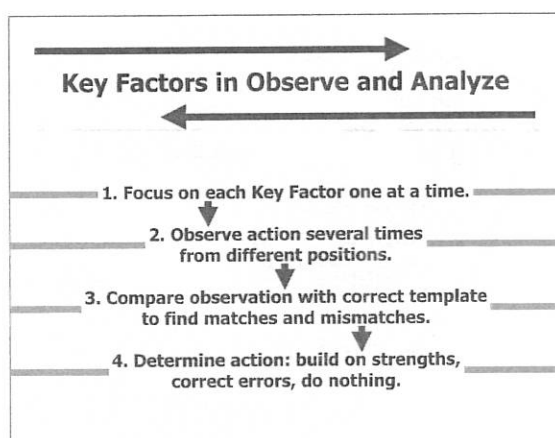 Key Factors in Observe and Analyze
1. Focus on each Key Factor one at a time.
2. Observe action several times
from different positions.
3. Compare observation with correct template
to find matches and mismatches.
4. Determine action: build on strengths,
correct errors, do nothing.